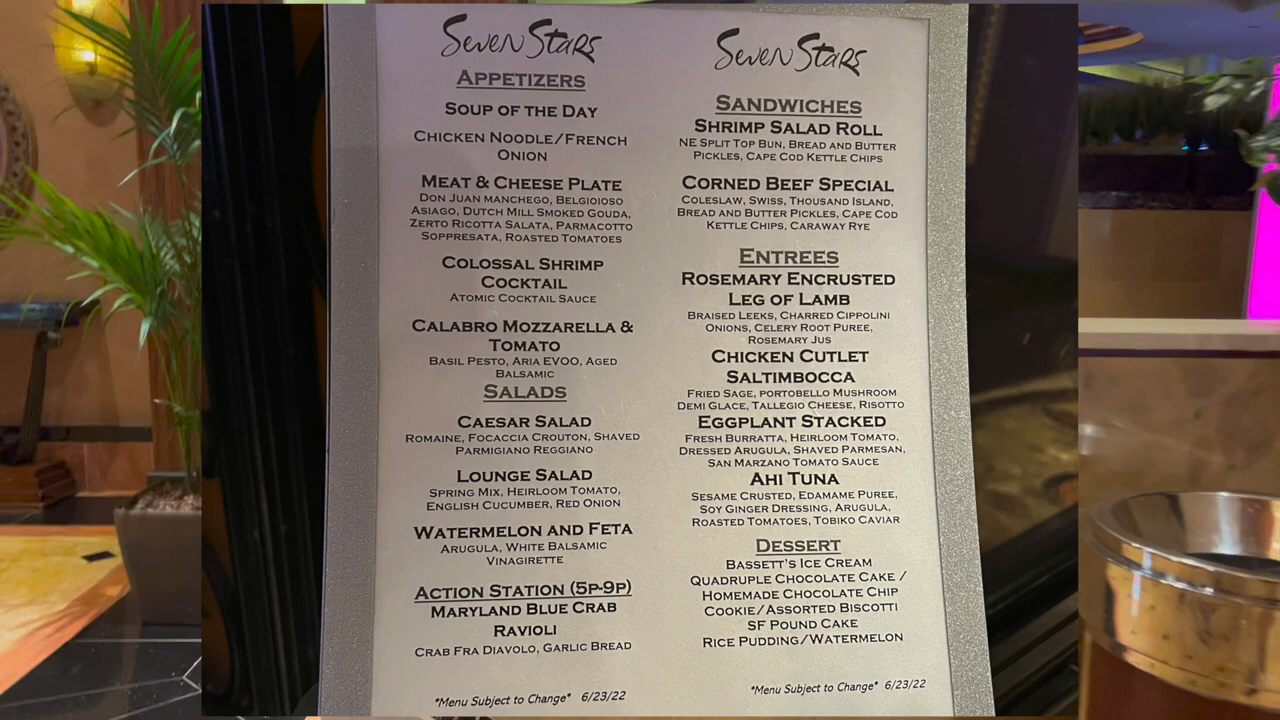 Seven Stars
Appetizers
Soup of the Day
Chicken Noodle/French
Onion
Meat & Cheese Plate
Don Juan manchego, Belgioioso
Asiago, Dutch Mill Smoked Gouda,
Zerto Ricotta Salata, Parmacotto
Soppresata, Roasted Tomatoes
Colossal Shrimp
Cocktail
Atomic Cocktail Sauce
Calabro Mozzarella &
Tomato
Basil Pesto, Aria EVOO, Aged
Balsamic
Salads
Caesar Salad
Romaine, Focaccia Crouton, Shaved
Parmigiano Reggiano
Lounge Salad
Spring Mix, Heirloom Tomato,
English Cucumber, Red Onion
Watermelon and Feta
Arugula, White Balsamic
Vinagirette
Action Station (5p-9p)
Maryland Blue Crab
Ravioli
Crab Fra Diavolo, Garlic Bread
*Menu Subject to Change* 6/23/22
Seven Stars
Sandwiches
Shrimp Salad Roll
NE Split Top Bun, Bread and Butter
Pickles, Cape Cod Kettle Chips
Corned Beef Special
Coleslaw, Swiss, Thousand Island,
Bread and Butter Pickles, Cape Cod
Kettle Chips, Caraway Rye
Entrees
Rosemary Encrusted
Leg of Lamb
Braised Leeks, Charred Cippolini
Onions, Celery Root Puree,
Rosemary Jus
Chicken Cutlet
Saltimbocca
Fried Sage, portobello Mushroom
Demi Glace, Tallegio Cheese, Risotto
Eggplant Stacked
Fresh Burratta, Heirloom Tomato,
Dressed Arugula, Shaved Parmesan,
San Marzano Tomato Sauce
Ahi Tuna
Sesame Crusted, Edamame Puree,
Soy Ginger Dressing, Arugula,
Roasted Tomatoes, Tobiko Caviar
Dessert
Bassett's Ice Cream
Quadruple Chocolate Cake /
Homemade Chocolate Chip
Cookie/Assorted Biscotti
SF Pound Cake
Rice Pudding/Watermelon
*Menu Subject to Change* 6/23/22